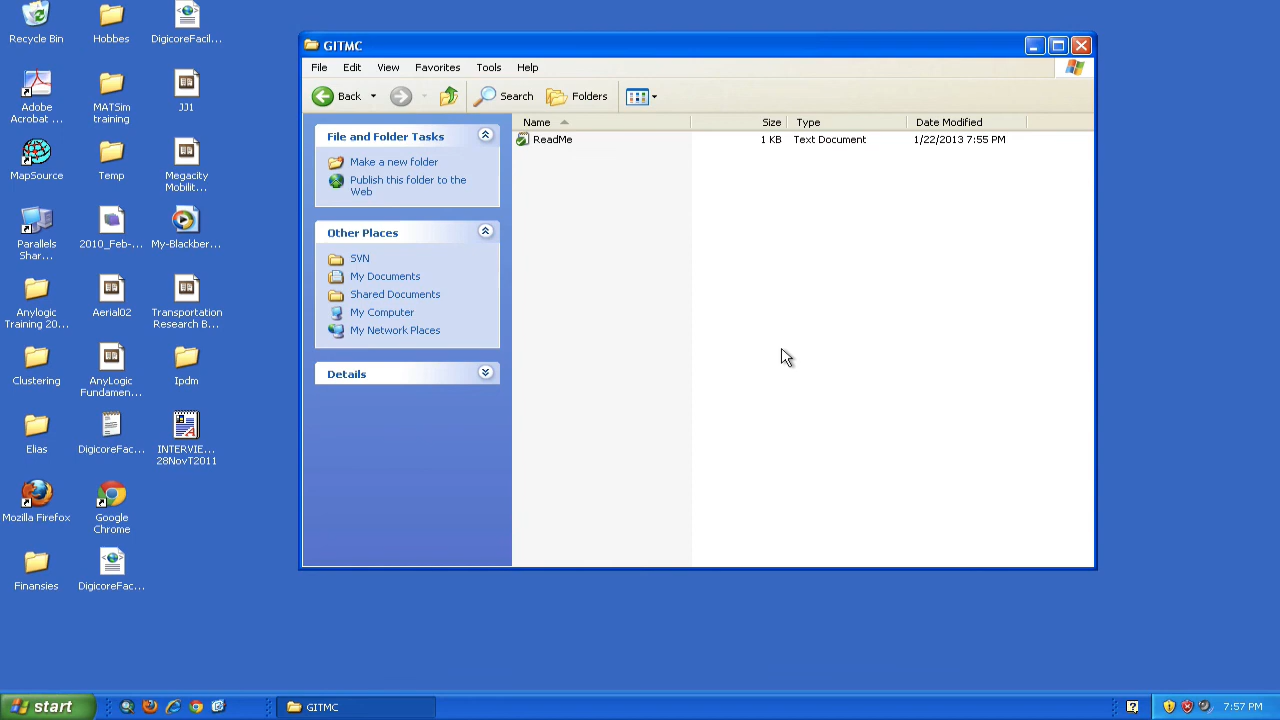 Recycle Bin
Hobbes
DigicoreFacil...
Adobe
Acrobat ...
MATSim
training
JJ1
MapSource
Temp
Megacity
Mobilit...
Parallels
Shar...
2010_Feb-...
My-Blackber...
Anylogic
Training 20...
Aerial02
Transportation
Research B...
Clustering
AnyLogic
Fundamen...
Ipdm
Elias
DigicoreFac...
INTERVIE...
28NovT2011
Mozilla Firefox
Google
Chrome
Finansies
DigicoreFac...
GITMC
File Edit View Favorites Tools Help
Back Search Folders
File and Folder Tasks
Make a new folder
Publish this folder to the
Web
Other Places
SVN
My Documents
Shared Documents
My Computer
My Network Places
Details
Name Size Type Date Modified
ReadMe 1 KB Text Document 1/22/2013 7:55 PM
start GITMC 7:57 PM